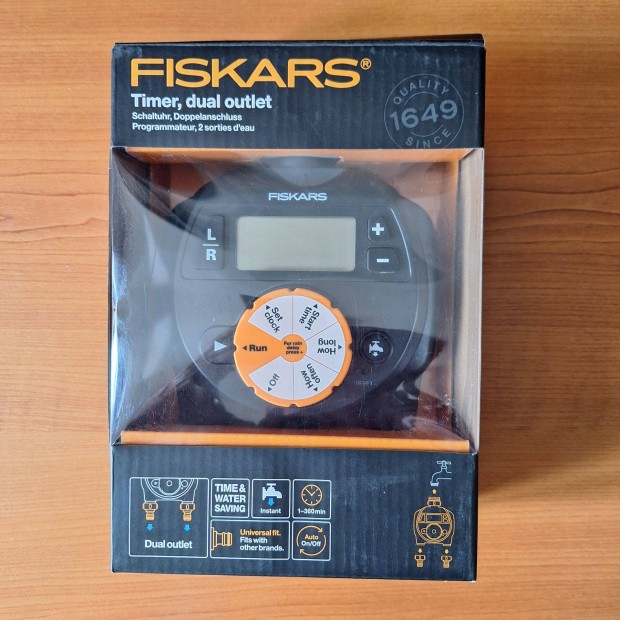 FISKARS®
Timer, dual outlet
Schaltuhr, Doppelanschluss
Programmateur, 2 sorties d'eau
QUALITY
1649
SINCE
FISKARS
L
R
+
−
Set clock
Start time
How long
How often
Off
Run
For rain delay press +
Dual outlet
TIME &
WATER
SAVING
Instant
1–360min
Universal fit.
Fits with
other brands.
Auto
On/Off